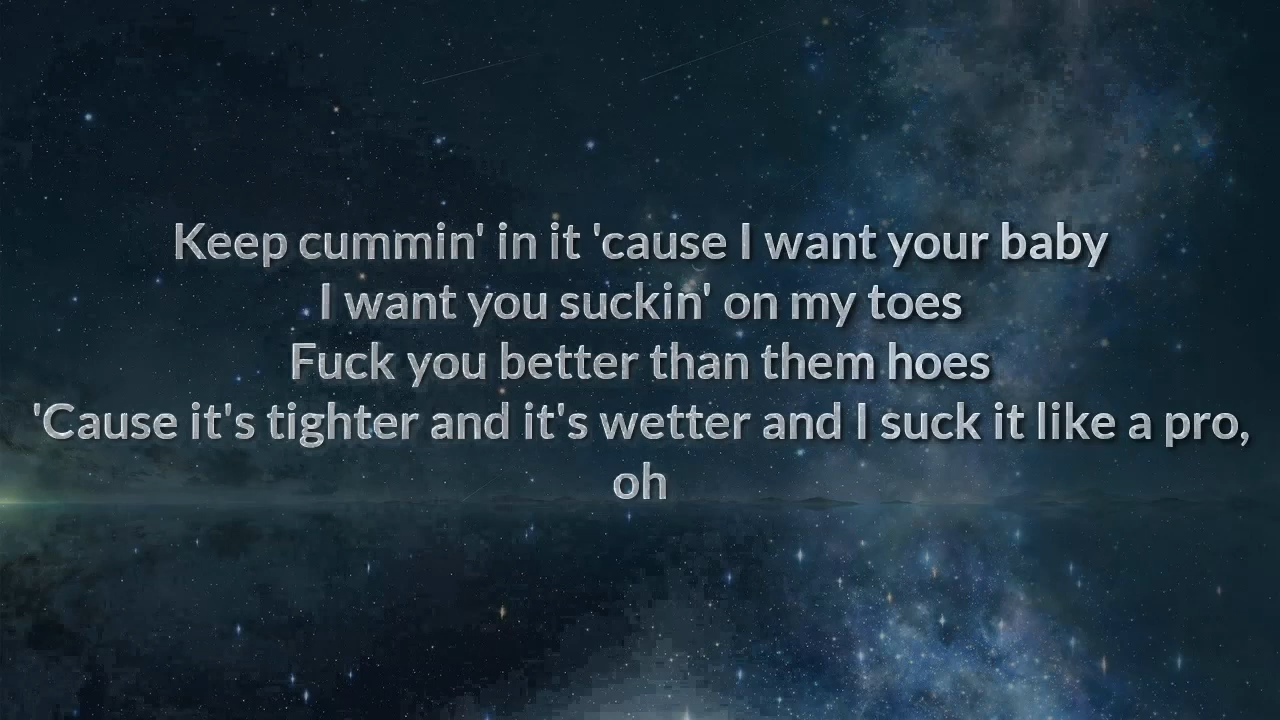 Keep cummin' in it 'cause I want your baby
I want you suckin' on my toes
Fuck you better than them hoes
'Cause it's tighter and it's wetter and I suck it like a pro,
oh